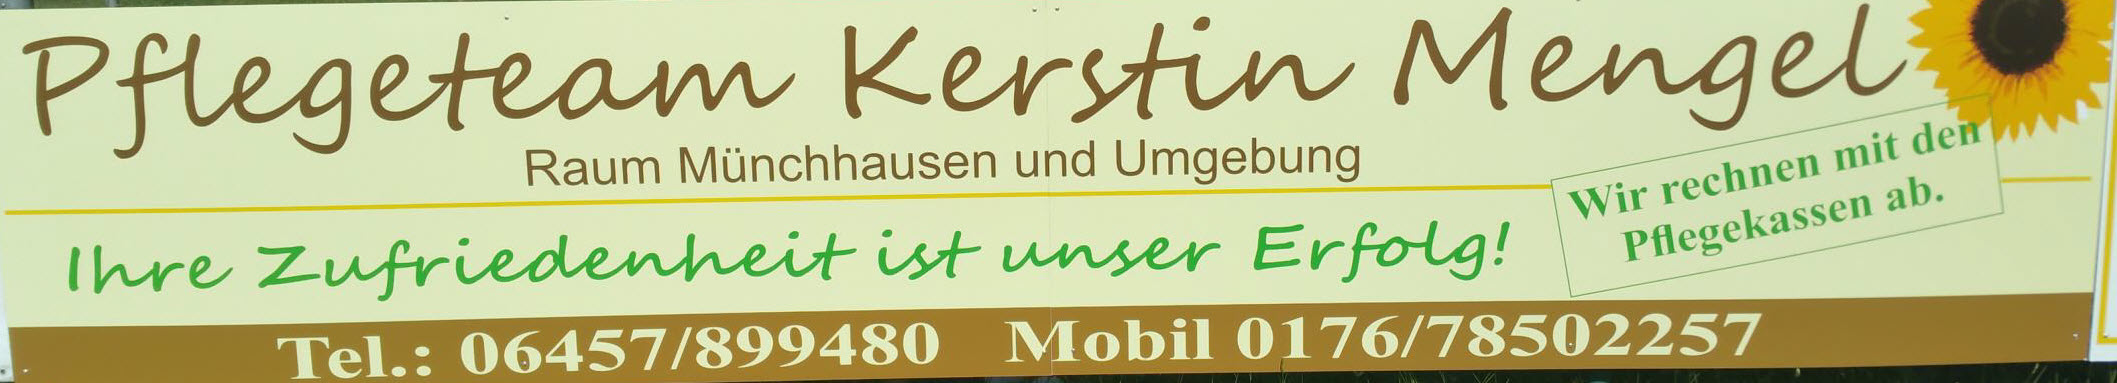 Pflegeteam Kerstin Mengel
Raum Münchhausen und Umgebung
Wir rechnen mit den
Pflegekassen ab.
Ihre Zufriedenheit ist unser Erfolg!
Tel.: 06457/899480 Mobil 0176/78502257